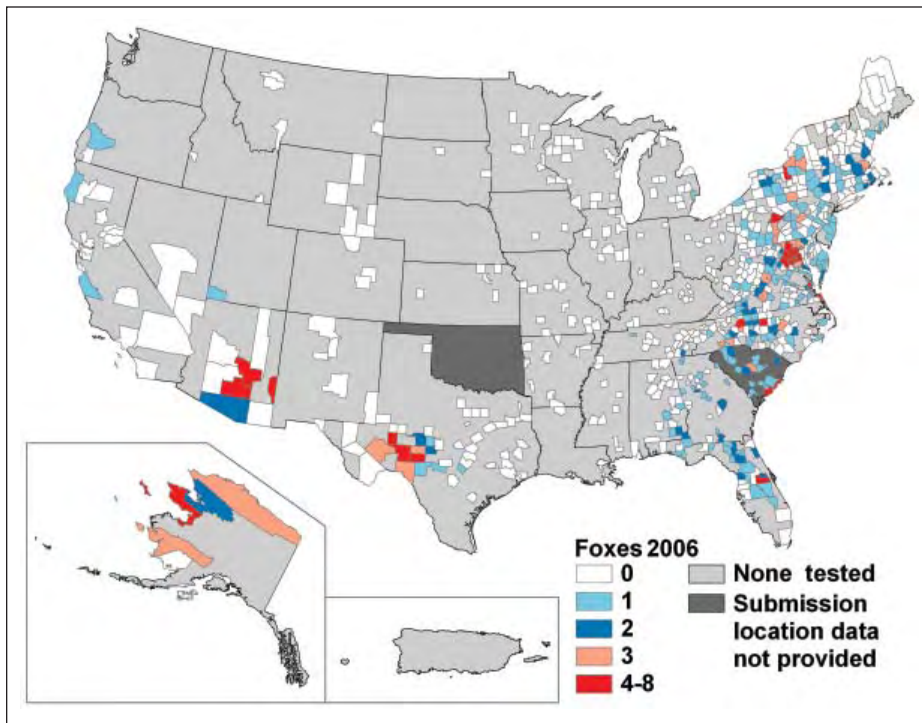 Foxes 2006
0
1
2
3
4-8
None tested
Submission
location data
not provided